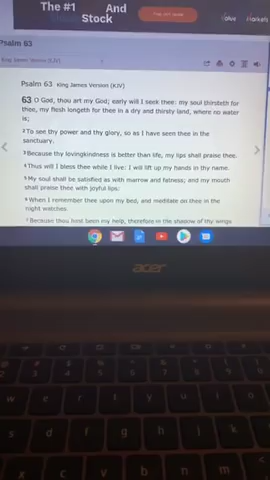 The #1 And
Stock
Psalm 63
King James Version (KJV)
Psalm 63 King James Version (KJV)
63 O God, thou art my God; early will I seek thee: my soul thirsteth for
thee, my flesh longeth for thee in a dry and thirsty land, where no water
is;
2 To see thy power and thy glory, so as I have seen thee in the
sanctuary.
3 Because thy lovingkindness is better than life, my lips shall praise thee.
4 Thus will I bless thee while I live: I will lift up my hands in thy name.
5 My soul shall be satisfied as with marrow and fatness; and my mouth
shall praise thee with joyful lips:
6 When I remember thee upon my bed, and meditate on thee in the
night watches.
7 Because thou hast been my help, therefore in the shadow of thy wings
acer
3 4 5 6 7 8 9
w e r t y u i o
s d f g h j k
x c v b n m